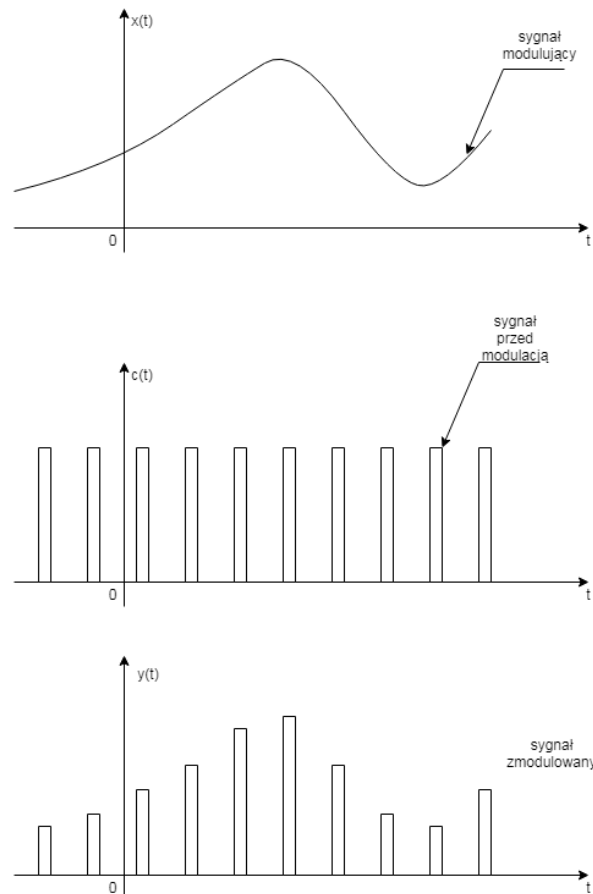 x(t)
sygnał
modulujący
0
t
sygnał
przed
modulacją
c(t)
0
t
y(t)
sygnał
zmodulowany
0
t